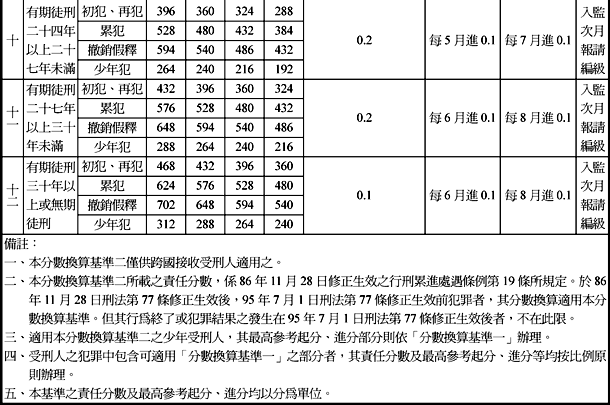 十 有期徒刑二十四年以上二十七年未滿 初犯、再犯 396 360 324 288 0.2 每5月進0.1 每7月進0.1 入監次月報請編級
累犯 528 480 432 384
撤銷假釋 594 540 486 432
少年犯 264 240 216 192
十一 有期徒刑二十七年以上三十年未滿 初犯、再犯 432 396 360 324 0.2 每6月進0.1 每8月進0.1 入監次月報請編級
累犯 576 528 480 432
撤銷假釋 648 594 540 486
少年犯 288 264 240 216
十二 有期徒刑三十年以上或無期徒刑 初犯、再犯 468 432 396 360 0.1 每6月進0.1 每8月進0.1 入監次月報請編級
累犯 624 576 528 480
撤銷假釋 702 648 594 540
少年犯 312 288 264 240
備註：
一、本分數換算基準二僅供跨國接收受刑人適用之。
二、本分數換算基準二所載之責任分數，係86年11月28日修正生效之行刑累進處遇條例第19條所規定。於86
年11月28日刑法第77條修正生效後，95年7月1日刑法第77條修正生效前犯罪者，其分數換算適用本分
數換算基準。但其行為終了或犯罪結果之發生在95年7月1日刑法第77條修正生效後者，不在此限。
三、適用本分數換算基準二之少年受刑人，其最高參考起分、進分部分則依「分數換算基準一」辦理。
四、受刑人之犯罪中包含可適用「分數換算基準一」之部分者，其責任分數及最高參考起分、進分等均按比例原
則辦理。
五、本基準之責任分數及最高參考起分、進分均以分為單位。